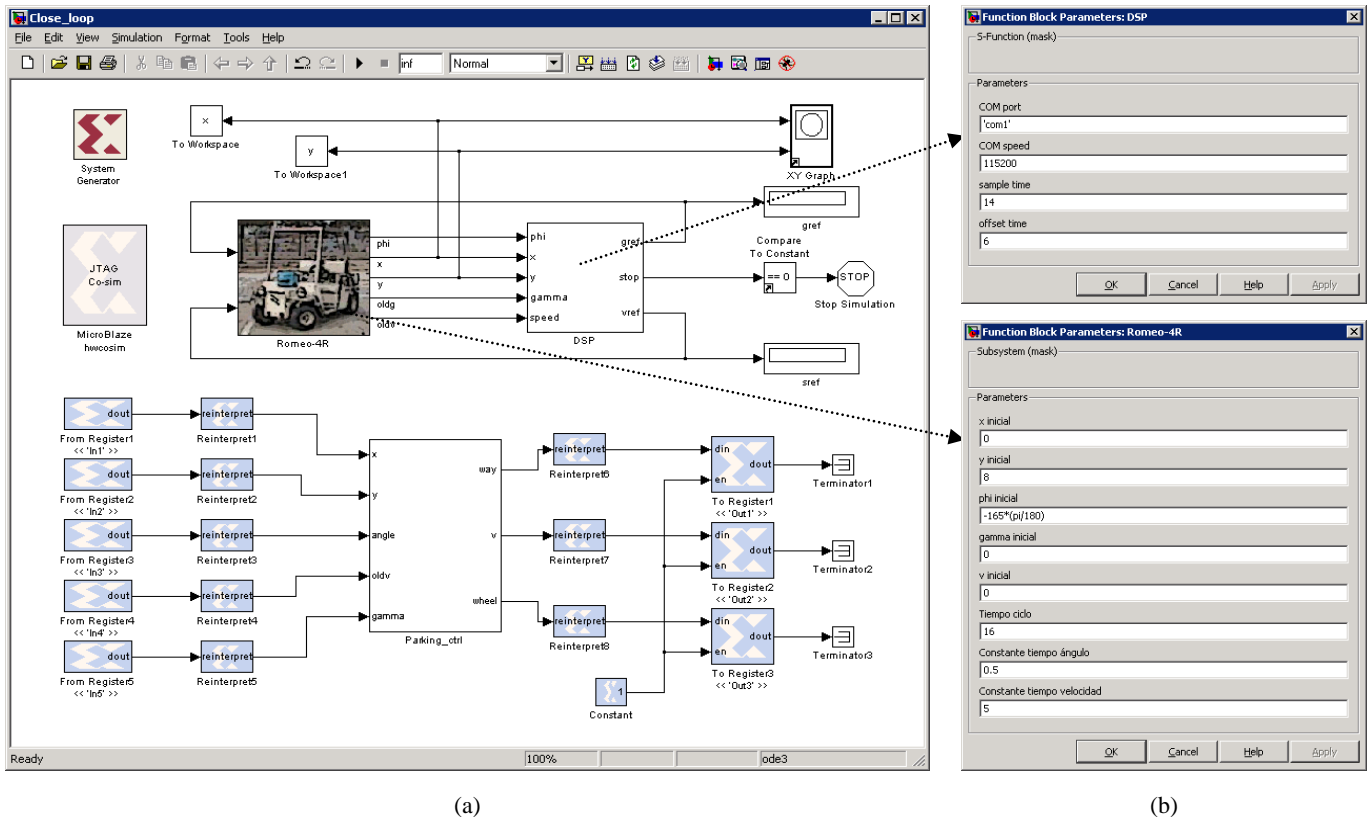 Close_loop
File Edit View Simulation Format Tools Help
inf Normal
System
Generator
x
To Workspace
y
To Workspace1
XY Graph
gref
JTAG
Co-sim
MicroBlaze
hwcosim
phi
x
y
oldg
oldv
Romeo-4R
phi
x
y
gamma
speed
gref
stop
vref
DSP
Compare
To Constant
== 0
STOP
Stop Simulation
sref
dout
From Register1
<< 'In1' >>
reinterpret
Reinterpret1
dout
From Register2
<< 'In2' >>
reinterpret
Reinterpret2
dout
From Register3
<< 'In3' >>
reinterpret
Reinterpret3
dout
From Register4
<< 'In4' >>
reinterpret
Reinterpret4
dout
From Register5
<< 'In5' >>
reinterpret
Reinterpret5
x
y
angle
oldv
gamma
way
v
wheel
Parking_ctrl
reinterpret
Reinterpret6
reinterpret
Reinterpret7
reinterpret
Reinterpret8
1
Constant
din
en
dout
To Register1
<< 'Out1' >>
Terminator1
din
en
dout
To Register2
<< 'Out2' >>
Terminator2
din
en
dout
To Register3
<< 'Out3' >>
Terminator3
Ready 100% ode3
(a)
Function Block Parameters: DSP
S-Function (mask)
Parameters
COM port
'com1'
COM speed
115200
sample time
14
offset time
6
OK Cancel Help Apply
Function Block Parameters: Romeo-4R
Subsystem (mask)
Parameters
x inicial
0
y inicial
8
phi inicial
-165*(pi/180)
gamma inicial
0
v inicial
0
Tiempo ciclo
16
Constante tiempo ángulo
0.5
Constante tiempo velocidad
5
OK Cancel Help Apply
(b)